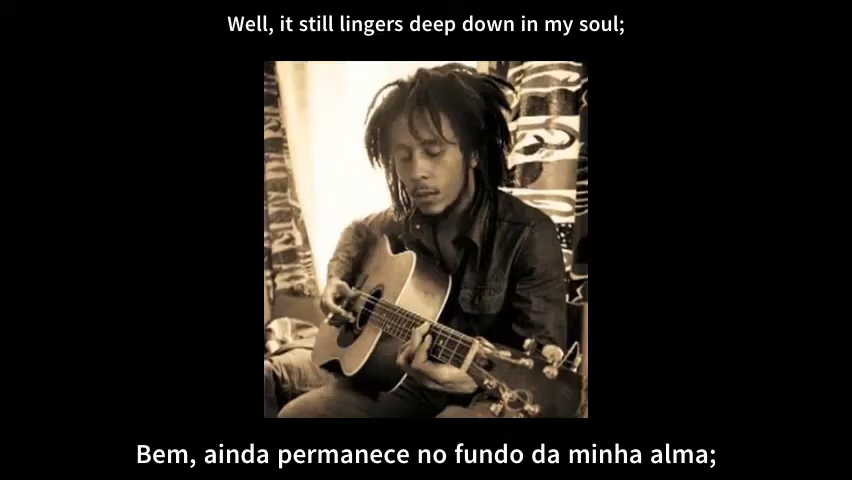 Well, it still lingers deep down in my soul;
Bem, ainda permanece no fundo da minha alma;